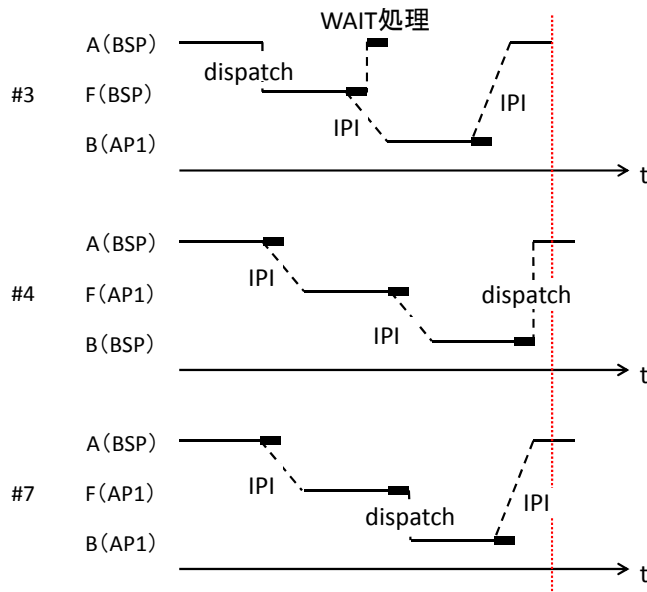 WAIT処理
A(BSP)
dispatch
#3 F(BSP)
IPI
IPI
B(AP1)
t
A(BSP)
IPI
#4 F(AP1)
dispatch
IPI
B(BSP)
t
A(BSP)
IPI
#7 F(AP1)
IPI
dispatch
B(AP1)
t